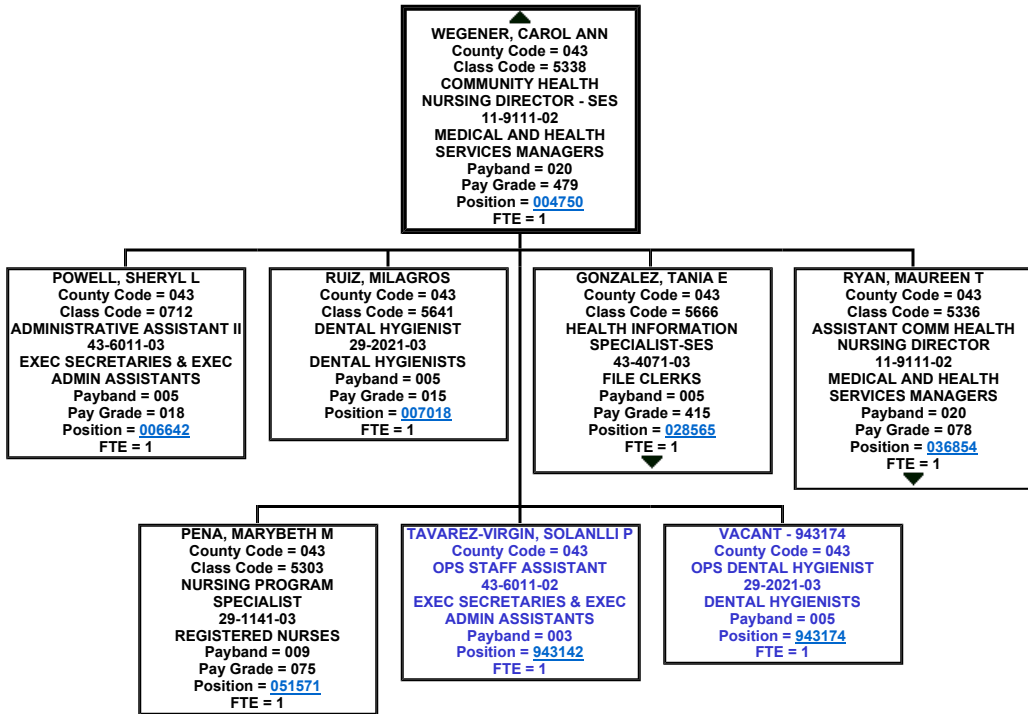 WEGENER, CAROL ANN
County Code = 043
Class Code = 5338
COMMUNITY HEALTH
NURSING DIRECTOR - SES
11-9111-02
MEDICAL AND HEALTH
SERVICES MANAGERS
Payband = 020
Pay Grade = 479
Position = 004750
FTE = 1
POWELL, SHERYL L
County Code = 043
Class Code = 0712
ADMINISTRATIVE ASSISTANT II
43-6011-03
EXEC SECRETARIES & EXEC
ADMIN ASSISTANTS
Payband = 005
Pay Grade = 018
Position = 006642
FTE = 1
RUIZ, MILAGROS
County Code = 043
Class Code = 5641
DENTAL HYGIENIST
29-2021-03
DENTAL HYGIENISTS
Payband = 005
Pay Grade = 015
Position = 007018
FTE = 1
GONZALEZ, TANIA E
County Code = 043
Class Code = 5666
HEALTH INFORMATION
SPECIALIST-SES
43-4071-03
FILE CLERKS
Payband = 005
Pay Grade = 415
Position = 028565
FTE = 1
RYAN, MAUREEN T
County Code = 043
Class Code = 5336
ASSISTANT COMM HEALTH
NURSING DIRECTOR
11-9111-02
MEDICAL AND HEALTH
SERVICES MANAGERS
Payband = 020
Pay Grade = 078
Position = 036854
FTE = 1
PENA, MARYBETH M
County Code = 043
Class Code = 5303
NURSING PROGRAM
SPECIALIST
29-1141-03
REGISTERED NURSES
Payband = 009
Pay Grade = 075
Position = 051571
FTE = 1
TAVAREZ-VIRGIN, SOLANLLI P
County Code = 043
OPS STAFF ASSISTANT
43-6011-02
EXEC SECRETARIES & EXEC
ADMIN ASSISTANTS
Payband = 003
Position = 943142
FTE = 1
VACANT - 943174
County Code = 043
OPS DENTAL HYGIENIST
29-2021-03
DENTAL HYGIENISTS
Payband = 005
Position = 943174
FTE = 1